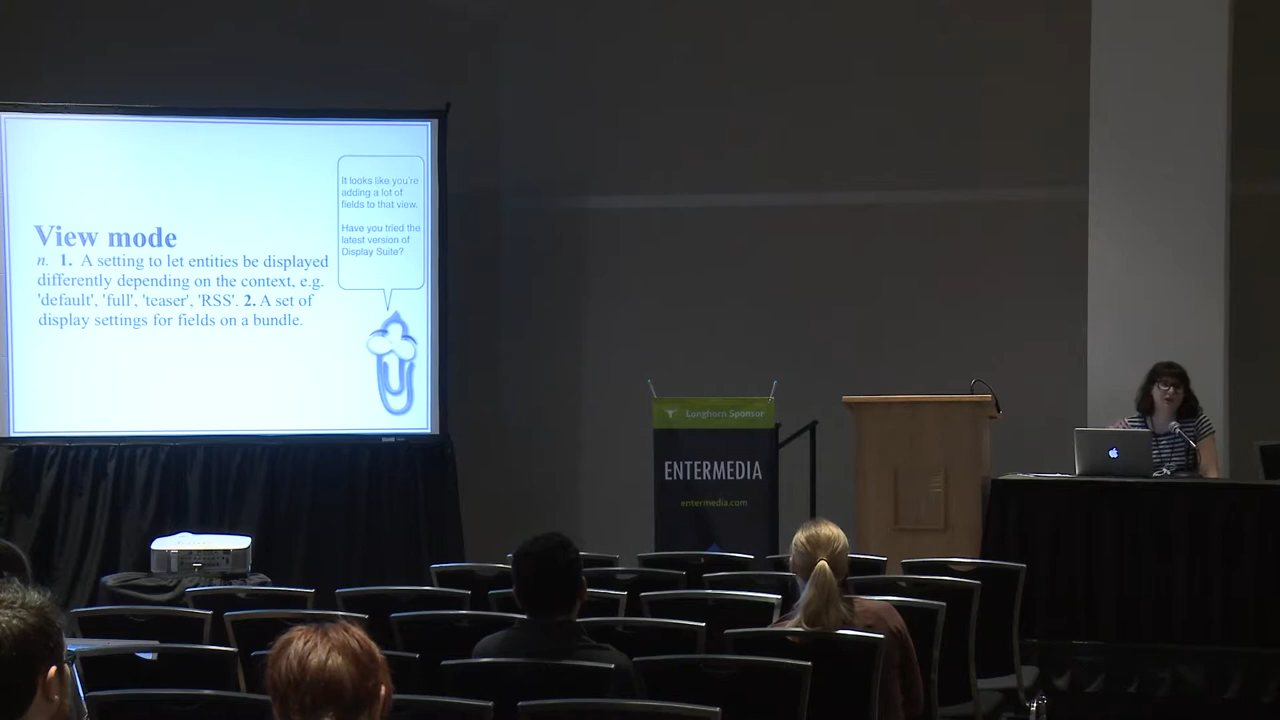 It looks like you're
adding a lot of
fields to that view.
Have you tried the
latest version of
Display Suite?
View mode
n. 1. A setting to let entities be displayed
differently depending on the context, e.g.
'default', 'full', 'teaser', 'RSS'. 2. A set of
display settings for fields on a bundle.
Longhorn Sponsor
ENTERMEDIA
entermedia.com